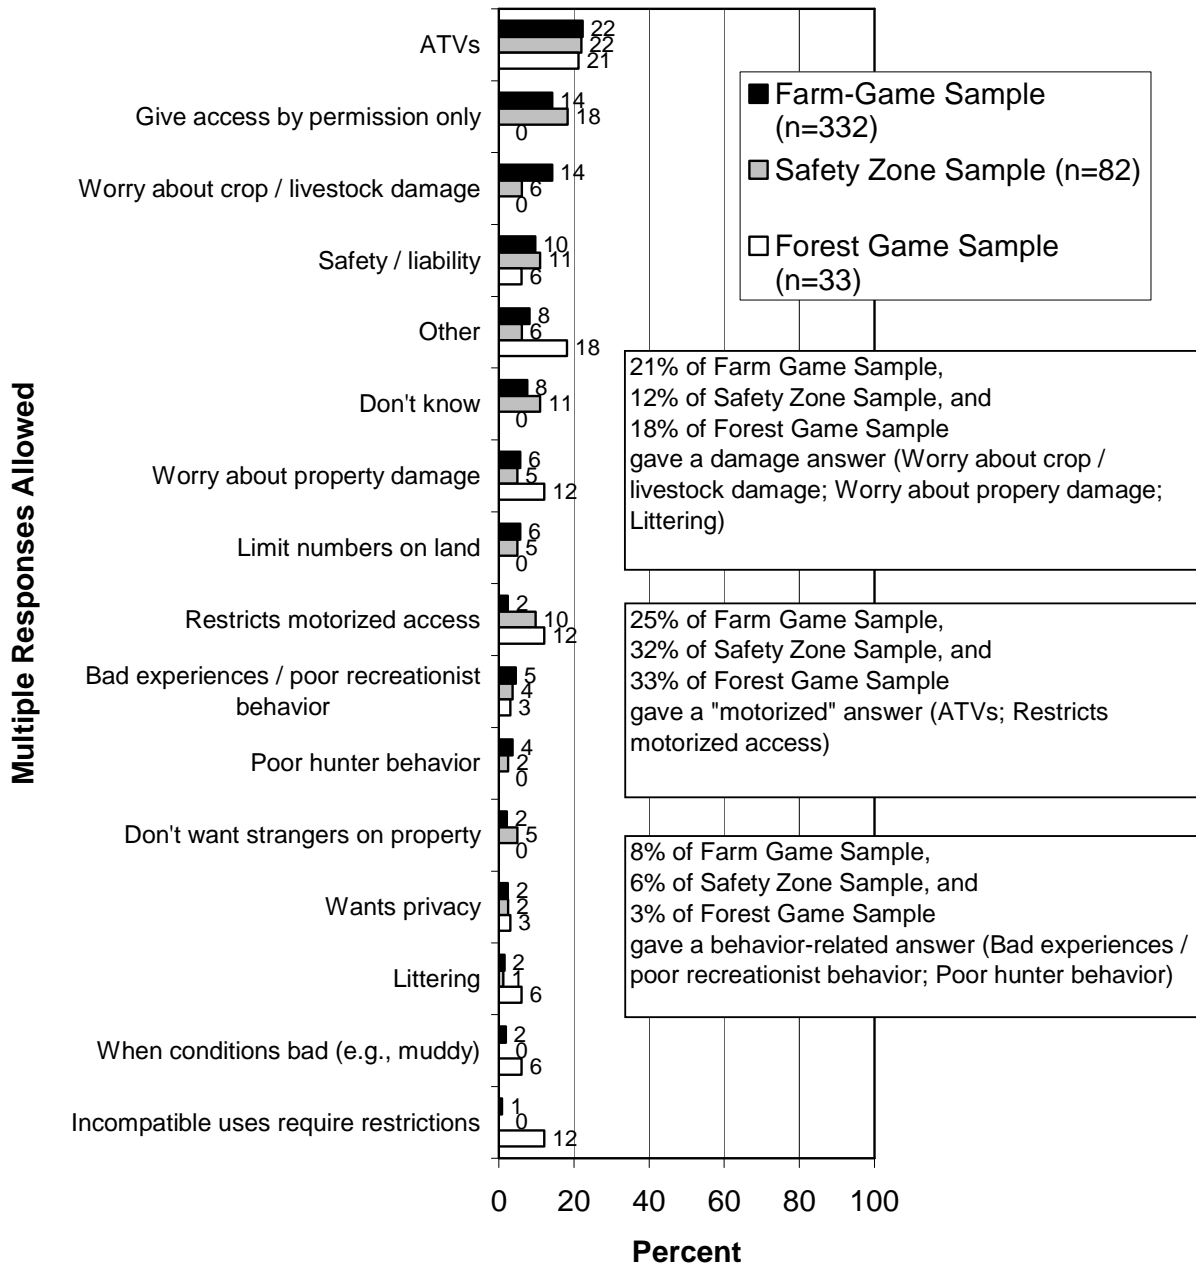 Multiple Responses Allowed
ATVs
22
22
21
Give access by permission only
14
18
0
Worry about crop / livestock damage
14
6
0
Safety / liability
10
11
6
Other
8
6
18
Don't know
8
11
0
Worry about property damage
6
5
12
Limit numbers on land
6
5
0
Restricts motorized access
2
10
12
Bad experiences / poor recreationist
behavior
5
4
3
Poor hunter behavior
4
2
0
Don't want strangers on property
2
5
0
Wants privacy
2
2
3
Littering
2
1
6
When conditions bad (e.g., muddy)
2
0
6
Incompatible uses require restrictions
1
0
12
0 20 40 60 80 100
Percent
Farm-Game Sample
(n=332)
Safety Zone Sample (n=82)
Forest Game Sample
(n=33)
21% of Farm Game Sample,
12% of Safety Zone Sample, and
18% of Forest Game Sample
gave a damage answer (Worry about crop /
livestock damage; Worry about propery damage;
Littering)
25% of Farm Game Sample,
32% of Safety Zone Sample, and
33% of Forest Game Sample
gave a "motorized" answer (ATVs; Restricts
motorized access)
8% of Farm Game Sample,
6% of Safety Zone Sample, and
3% of Forest Game Sample
gave a behavior-related answer (Bad experiences /
poor recreationist behavior; Poor hunter behavior)